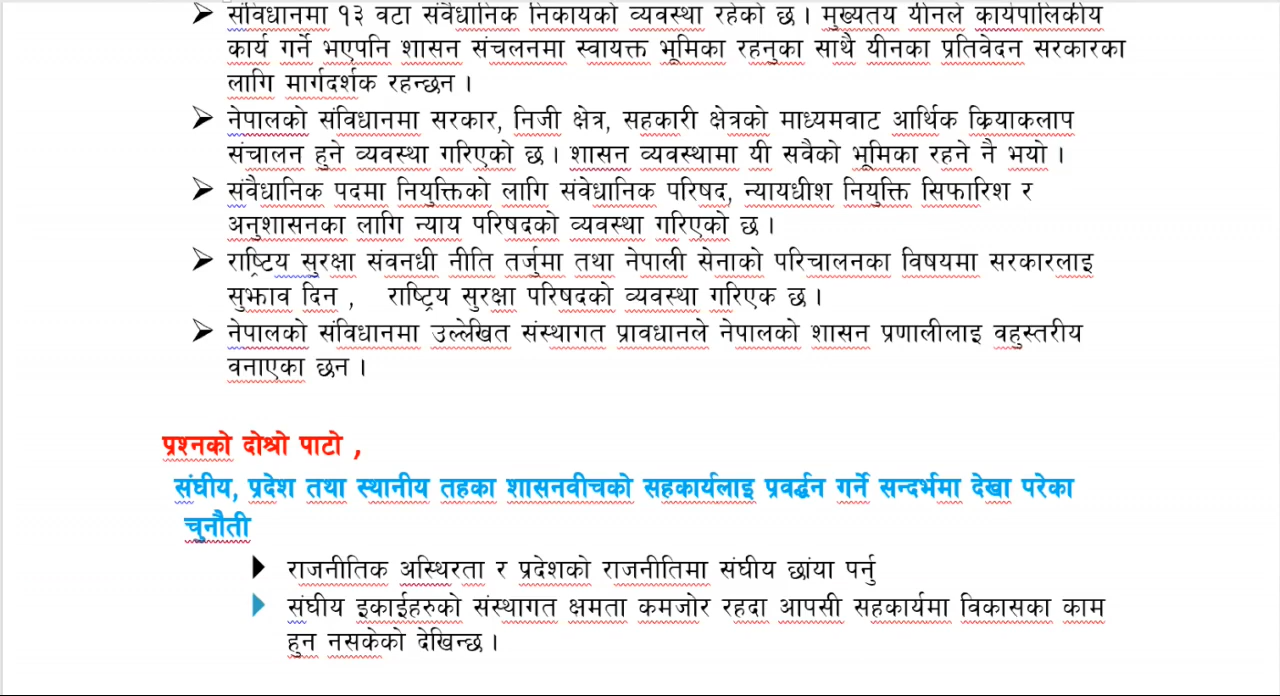 ➢ संविधानमा १३ वटा संवैधानिक निकायको व्यवस्था रहेको छ । मुख्यतय यीनले कार्यपालिकीय
कार्य गर्ने भएपनि शासन संचलनमा स्वायक्त भूमिका रहनुका साथै यीनका प्रतिवेदन सरकारका
लागि मार्गदर्शक रहन्छन ।
➢ नेपालको संविधानमा सरकार, निजी क्षेत्र, सहकारी क्षेत्रको माध्यमवाट आर्थिक क्रियाकलाप
संचालन हुने व्यवस्था गरिएको छ । शासन व्यवस्थामा यी सवैको भूमिका रहने नै भयो ।
➢ संवैधानिक पदमा नियुक्तिको लागि संवेधानिक परिषद, न्यायधीश नियुक्ति सिफारिश र
अनुशासनका लागि न्याय परिषदको व्यवस्था गरिएको छ ।
➢ राष्टिय सुरक्षा संवनधी नीति तर्जुमा तथा नेपाली सेनाको परिचालनका विषयमा सरकारलाइ
सुझाव दिन , राष्ट्रिय सुरक्षा परिषदको व्यवस्था गरिएक छ ।
➢ नेपालको संविधानमा उल्लेखित संस्थागत प्रावधानले नेपालको शासन प्रणालीलाइ वहुस्तरीय
वनाएका छन ।
प्रश्नको दोश्रो पाटो ,
संघीय, प्रदेश तथा स्थानीय तहका शासनवीचको सहकार्यलाइ प्रवर्द्धन गर्ने सन्दर्भमा देखा परेका
चुनौती
राजनीतिक अस्थिरता र प्रदेशको राजनीतिमा संघीय छांया पर्नु
संघीय इकाईहरुको संस्थागत क्षमता कमजोर रहदा आपसी सहकार्यमा विकासका काम
हुन नसकेको देखिन्छ ।